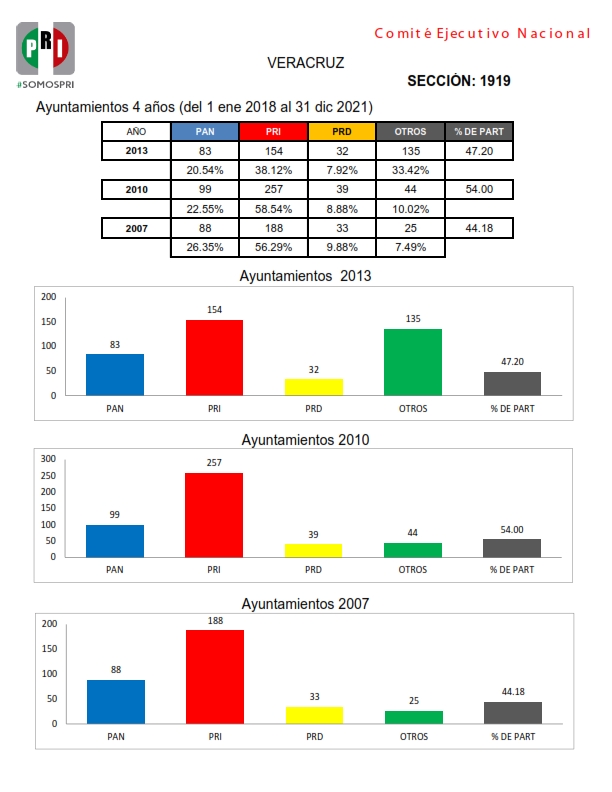 Comité Ejecutivo Nacional
PRI
#SOMOSPRI
VERACRUZ
SECCIÓN: 1919
Ayuntamientos 4 años (del 1 ene 2018 al 31 dic 2021)
AÑO PAN PRI PRD OTROS % DE PART
2013 83 154 32 135 47.20
20.54% 38.12% 7.92% 33.42%
2010 99 257 39 44 54.00
22.55% 58.54% 8.88% 10.02%
2007 88 188 33 25 44.18
26.35% 56.29% 9.88% 7.49%
Ayuntamientos 2013
200
150
100
50
0
83 154 32 135 47.20
PAN PRI PRD OTROS % DE PART
Ayuntamientos 2010
300
250
200
150
100
50
0
99 257 39 44 54.00
PAN PRI PRD OTROS % DE PART
Ayuntamientos 2007
200
150
100
50
0
88 188 33 25 44.18
PAN PRI PRD OTROS % DE PART